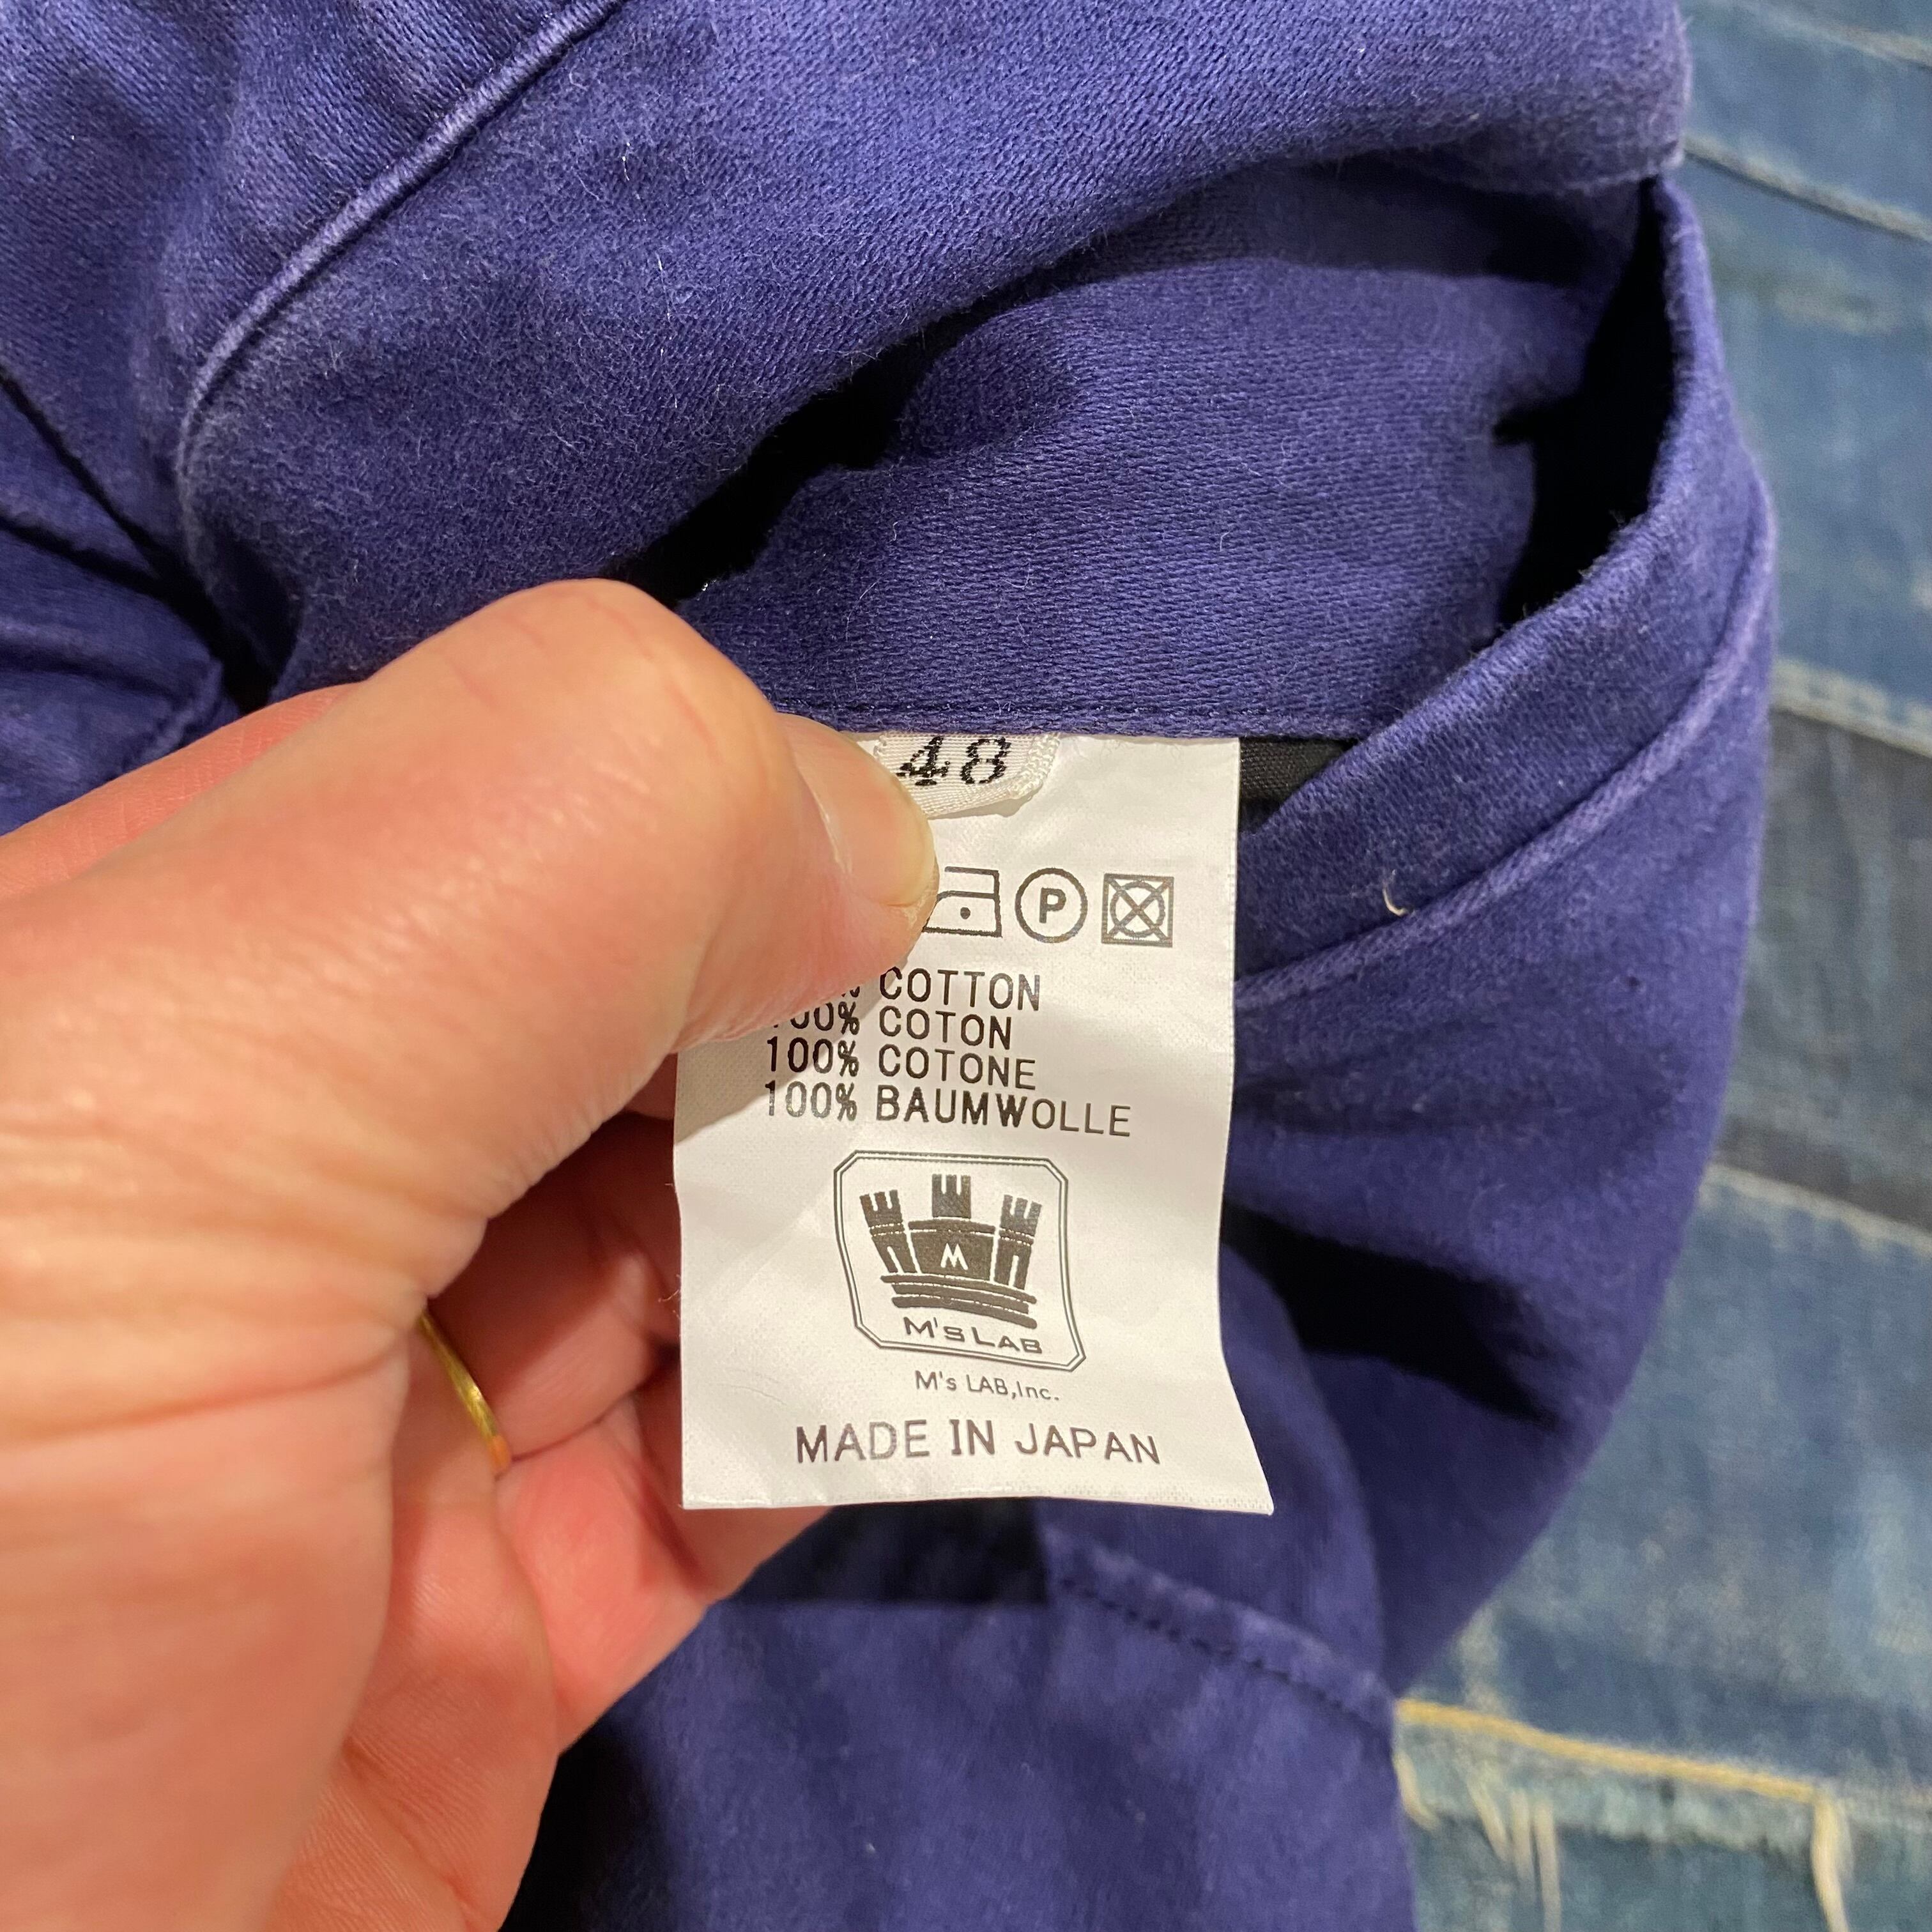 48
P
COTTON
100% COTON
100% COTONE
100% BAUMWOLLE
M
M'S LAB
M's LAB,Inc.
MADE IN JAPAN